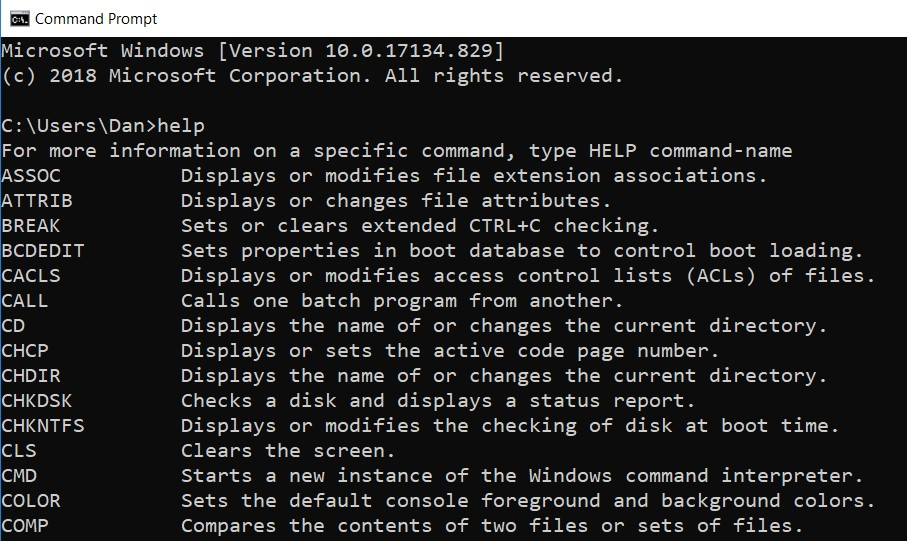 Command Prompt
Microsoft Windows [Version 10.0.17134.829]
(c) 2018 Microsoft Corporation. All rights reserved.
C:\Users\Dan>help
For more information on a specific command, type HELP command-name
ASSOC          Displays or modifies file extension associations.
ATTRIB         Displays or changes file attributes.
BREAK          Sets or clears extended CTRL+C checking.
BCDEDIT        Sets properties in boot database to control boot loading.
CACLS          Displays or modifies access control lists (ACLs) of files.
CALL           Calls one batch program from another.
CD             Displays the name of or changes the current directory.
CHCP           Displays or sets the active code page number.
CHDIR          Displays the name of or changes the current directory.
CHKDSK         Checks a disk and displays a status report.
CHKNTFS        Displays or modifies the checking of disk at boot time.
CLS            Clears the screen.
CMD            Starts a new instance of the Windows command interpreter.
COLOR          Sets the default console foreground and background colors.
COMP           Compares the contents of two files or sets of files.